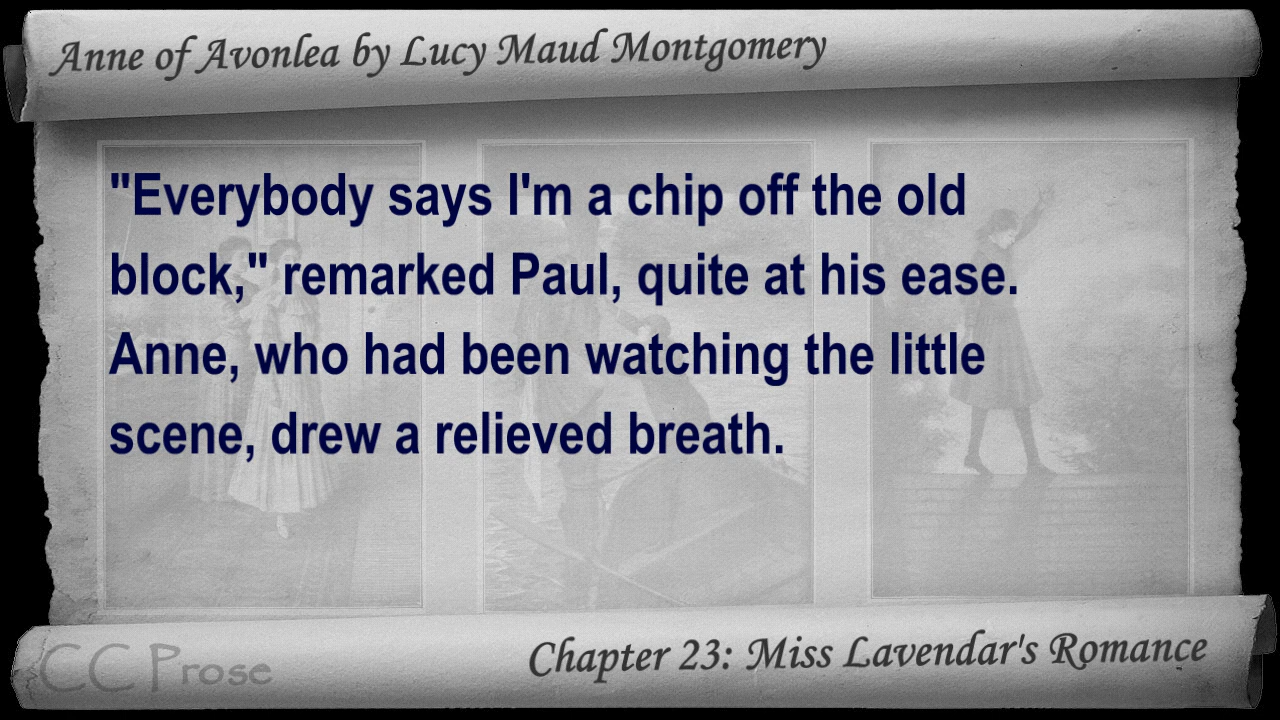 Anne of Avonlea by Lucy Maud Montgomery
"Everybody says I'm a chip off the old
block," remarked Paul, quite at his ease.
Anne, who had been watching the little
scene, drew a relieved breath.
CC Prose
Chapter 23: Miss Lavendar's Romance